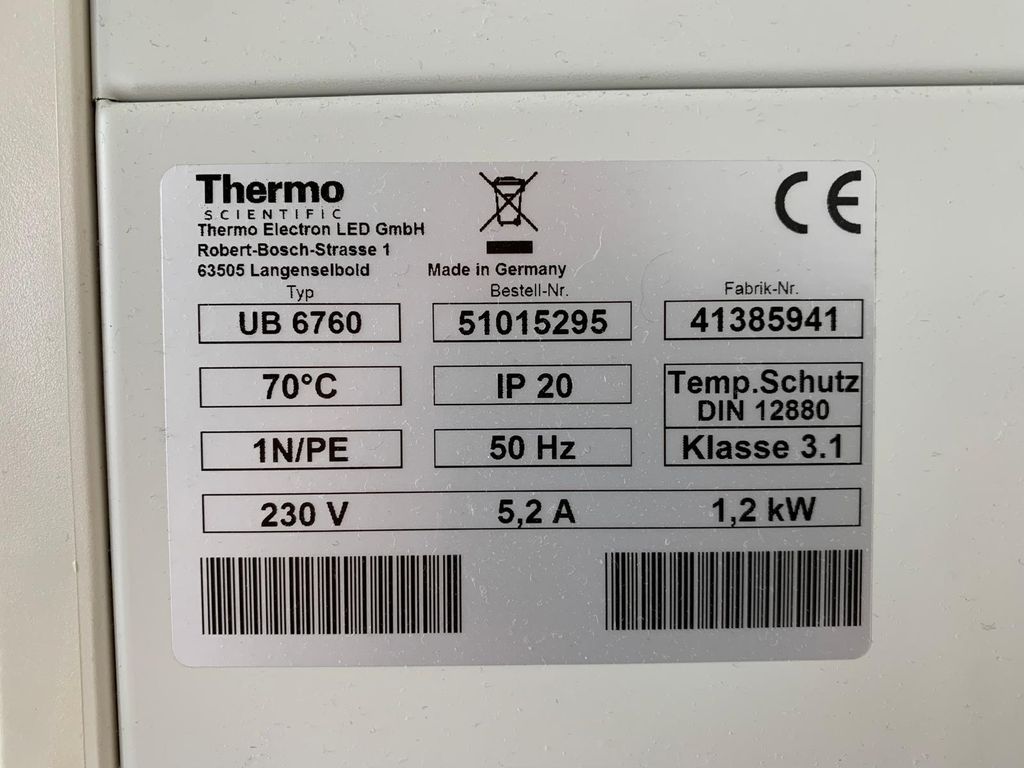 Thermo
SCIENTIFIC
Thermo Electron LED GmbH
Robert-Bosch-Strasse 1
63505 Langenselbold
Made in Germany
CE
Typ
Bestell-Nr.
Fabrik-Nr.
UB 6760
51015295
41385941
70°C
IP 20
Temp.Schutz
DIN 12880
1N/PE
50 Hz
Klasse 3.1
230 V
5,2 A
1,2 kW